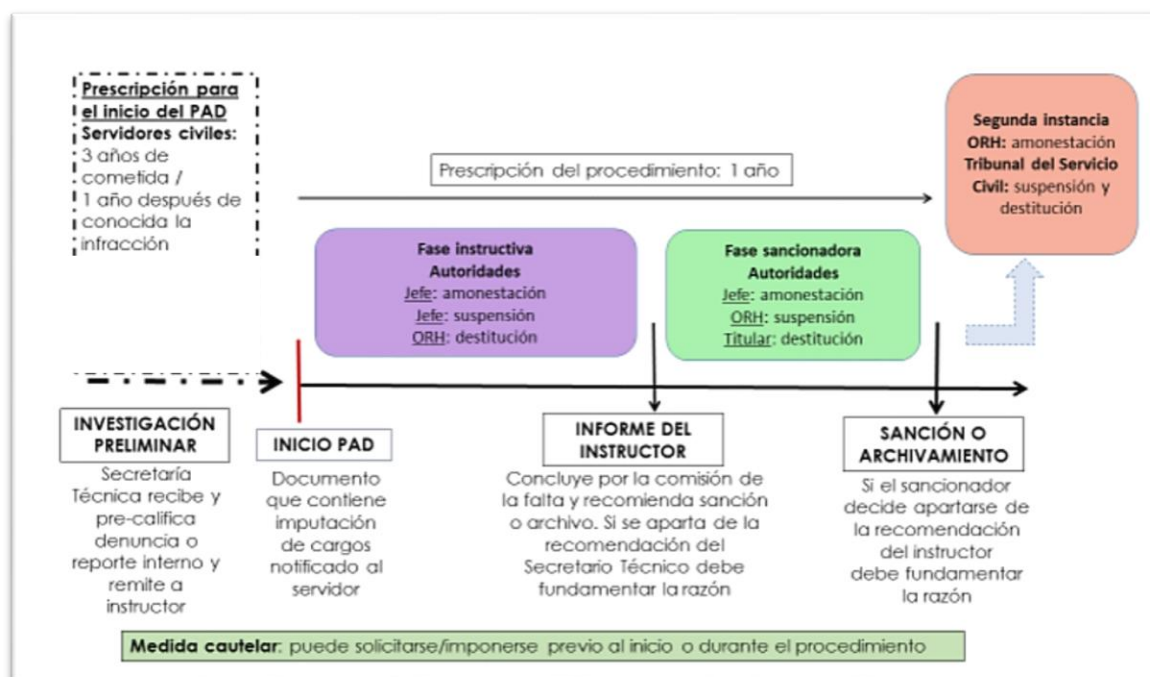 Prescripción para
el inicio del PAD
Servidores civiles:
3 años de
cometida /
1 año después de
conocida la
infracción
Prescripción del procedimiento: 1 año
Segunda instancia
ORH: amonestación
Tribunal del Servicio
Civil: suspensión y
destitución
Fase instructiva
Autoridades
Jefe: amonestación
Jefe: suspensión
ORH: destitución
Fase sancionadora
Autoridades
Jefe: amonestación
ORH: suspensión
Titular: destitución
INVESTIGACIÓN
PRELIMINAR
Secretaría
Técnica recibe y
pre-califica
denuncia o
reporte interno y
remite a
instructor
INICIO PAD
Documento
que contiene
imputación
de cargos
notificado al
servidor
INFORME DEL
INSTRUCTOR
Concluye por la comisión de
la falta y recomienda sanción
o archivo. Si se aparta de la
recomendación del
Secretario Técnico debe
fundamentar la razón
SANCIÓN O
ARCHIVAMIENTO
Si el sancionador
decide apartarse de
la recomendación
del instructor
debe fundamentar
la razón
Medida cautelar: puede solicitarse/imponerse previo al inicio o durante el procedimiento